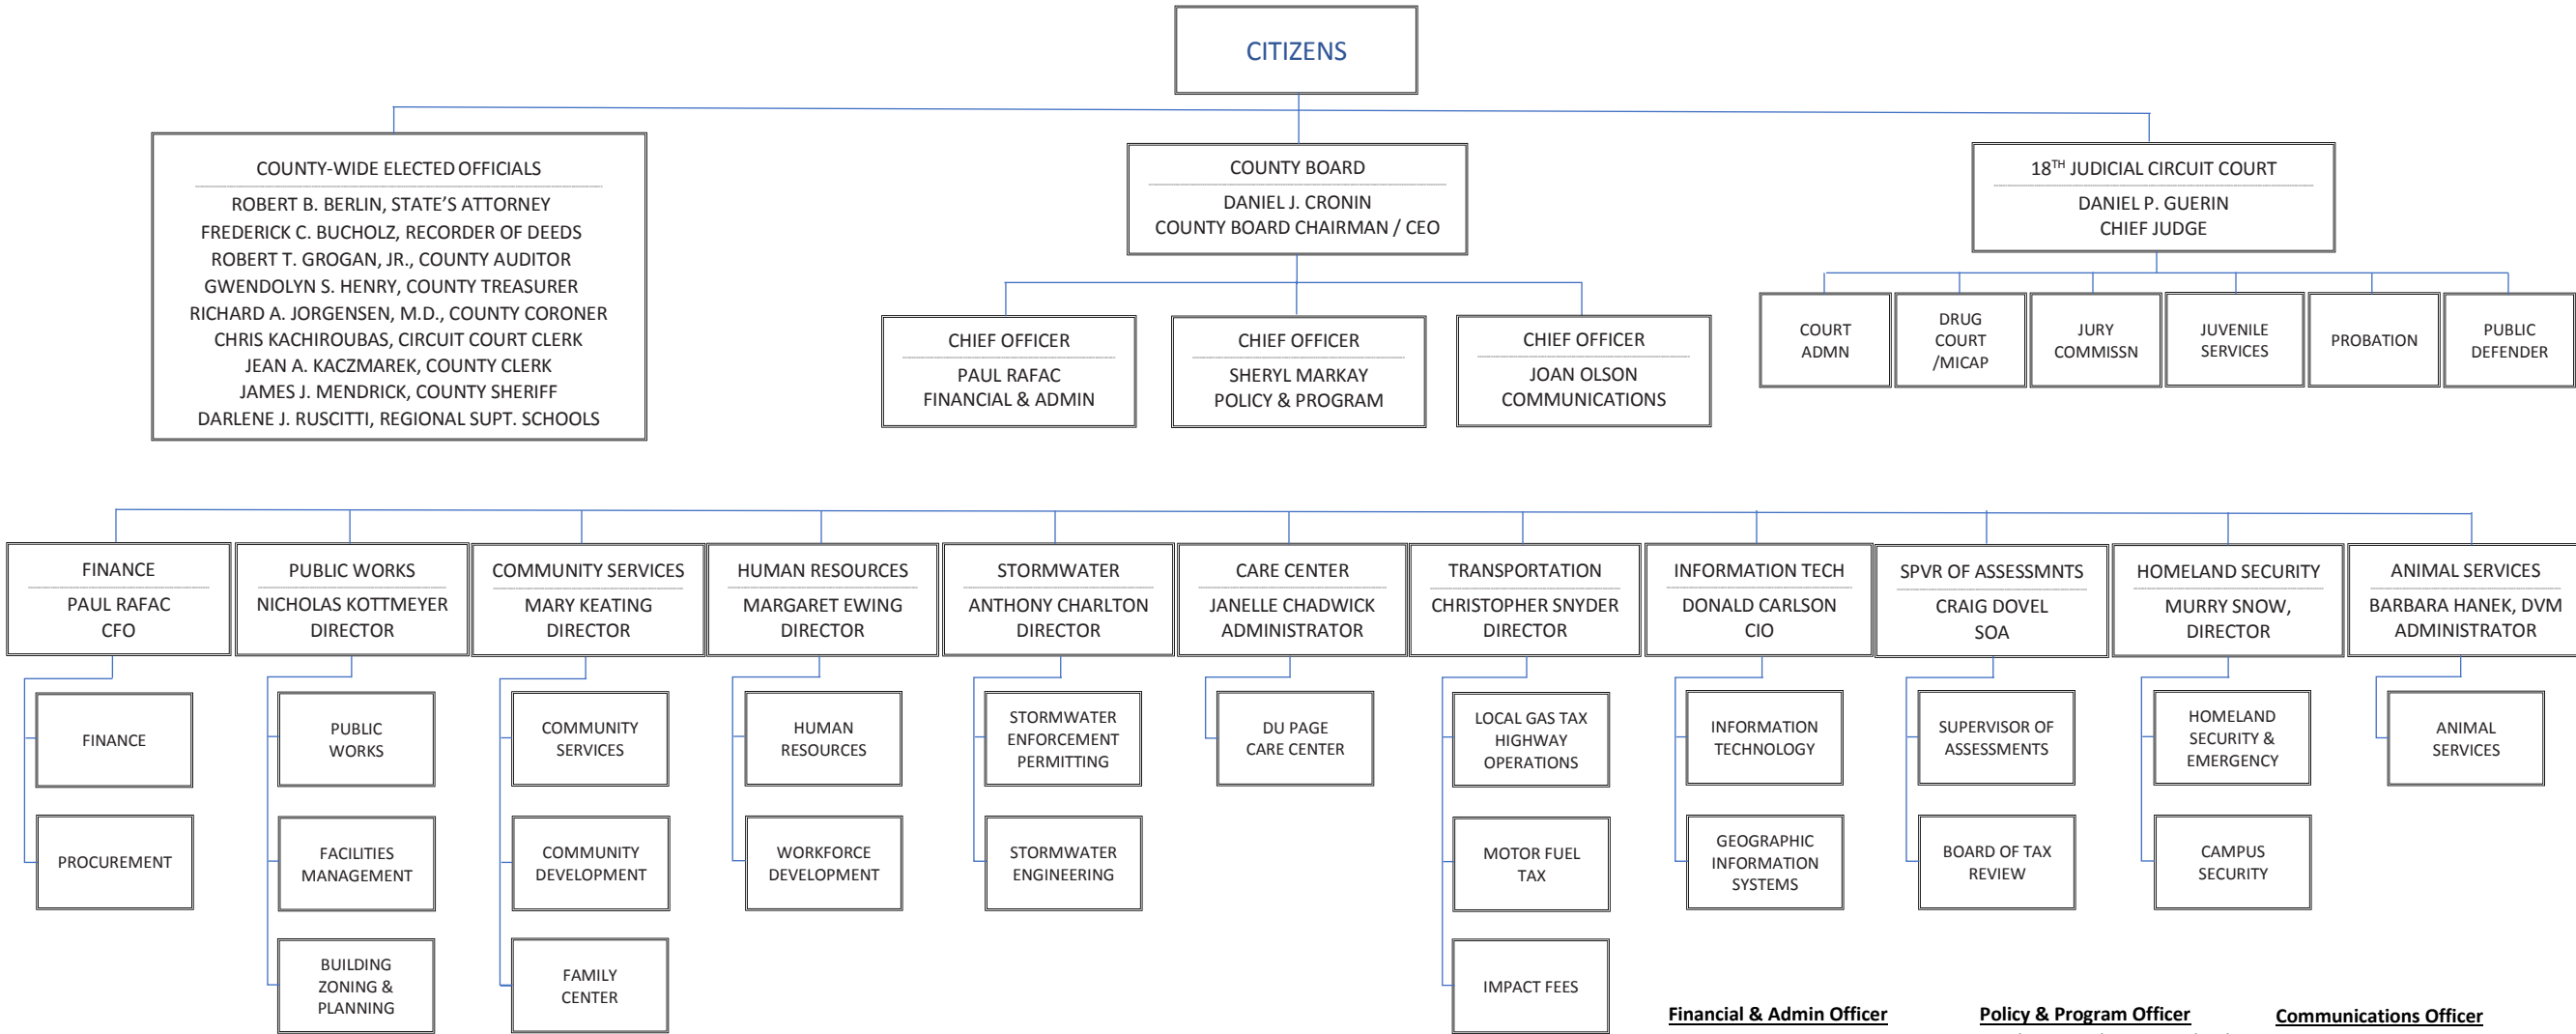 CITIZENS
COUNTY-WIDE ELECTED OFFICIALS
ROBERT B. BERLIN, STATE'S ATTORNEY
FREDERICK C. BUCHOLZ, RECORDER OF DEEDS
ROBERT T. GROGAN, JR., COUNTY AUDITOR
GWENDOLYN S. HENRY, COUNTY TREASURER
RICHARD A. JORGENSEN, M.D., COUNTY CORONER
CHRIS KACHIROUBAS, CIRCUIT COURT CLERK
JEAN A. KACZMAREK, COUNTY CLERK
JAMES J. MENDRICK, COUNTY SHERIFF
DARLENE J. RUSCITTI, REGIONAL SUPT. SCHOOLS
COUNTY BOARD
DANIEL J. CRONIN
COUNTY BOARD CHAIRMAN / CEO
18TH JUDICIAL CIRCUIT COURT
DANIEL P. GUERIN
CHIEF JUDGE
CHIEF OFFICER
PAUL RAFAC
FINANCIAL & ADMIN
CHIEF OFFICER
SHERYL MARKAY
POLICY & PROGRAM
CHIEF OFFICER
JOAN OLSON
COMMUNICATIONS
COURT
ADMN
DRUG
COURT
/MICAP
JURY
COMMISSN
JUVENILE
SERVICES
PROBATION
PUBLIC
DEFENDER
FINANCE
PAUL RAFAC
CFO
PUBLIC WORKS
NICHOLAS KOTTMEYER
DIRECTOR
COMMUNITY SERVICES
MARY KEATING
DIRECTOR
HUMAN RESOURCES
MARGARET EWING
DIRECTOR
STORMWATER
ANTHONY CHARLTON
DIRECTOR
CARE CENTER
JANELLE CHADWICK
ADMINISTRATOR
TRANSPORTATION
CHRISTOPHER SNYDER
DIRECTOR
INFORMATION TECH
DONALD CARLSON
CIO
SPVR OF ASSESSMNTS
CRAIG DOVEL
SOA
HOMELAND SECURITY
MURRY SNOW,
DIRECTOR
ANIMAL SERVICES
BARBARA HANEK, DVM
ADMINISTRATOR
FINANCE
PROCUREMENT
PUBLIC
WORKS
FACILITIES
MANAGEMENT
BUILDING
ZONING &
PLANNING
COMMUNITY
SERVICES
COMMUNITY
DEVELOPMENT
FAMILY
CENTER
HUMAN
RESOURCES
WORKFORCE
DEVELOPMENT
STORMWATER
ENFORCEMENT
PERMITTING
STORMWATER
ENGINEERING
DU PAGE
CARE CENTER
LOCAL GAS TAX
HIGHWAY
OPERATIONS
MOTOR FUEL
TAX
IMPACT FEES
INFORMATION
TECHNOLOGY
GEOGRAPHIC
INFORMATION
SYSTEMS
SUPERVISOR OF
ASSESSMENTS
BOARD OF TAX
REVIEW
HOMELAND
SECURITY &
EMERGENCY
CAMPUS
SECURITY
ANIMAL
SERVICES
Financial & Admin Officer
Policy & Program Officer
Communications Officer